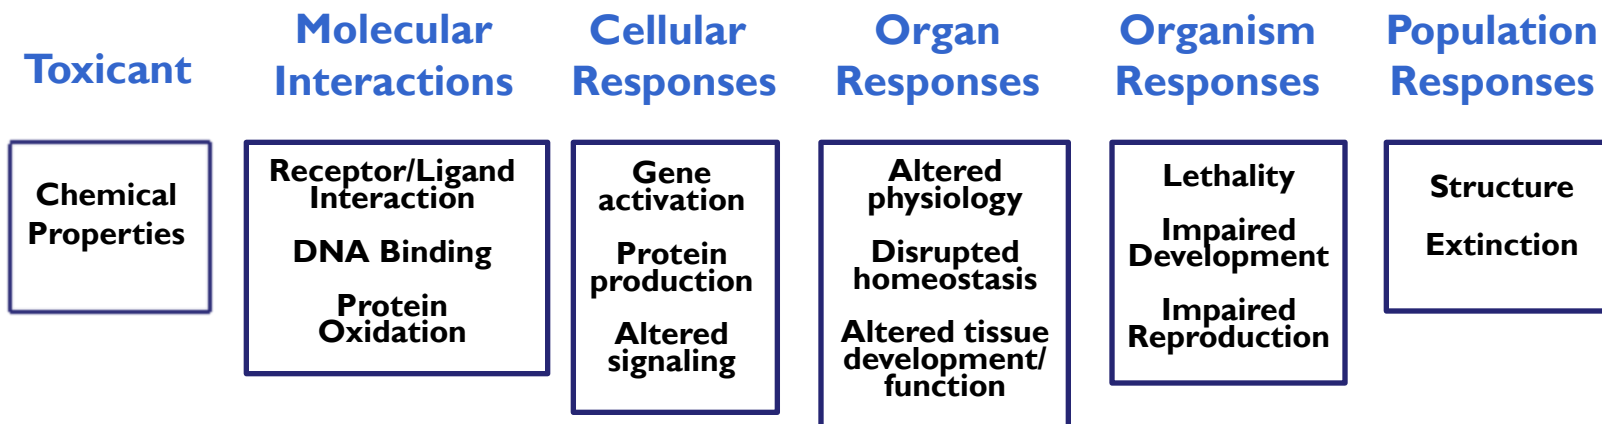 Toxicant
Molecular
Interactions
Cellular
Responses
Organ
Responses
Organism
Responses
Population
Responses
Chemical
Properties
Receptor/Ligand
Interaction
DNA Binding
Protein
Oxidation
Gene
activation
Protein
production
Altered
signaling
Altered
physiology
Disrupted
homeostasis
Altered tissue
development/
function
Lethality
Impaired
Development
Impaired
Reproduction
Structure
Extinction